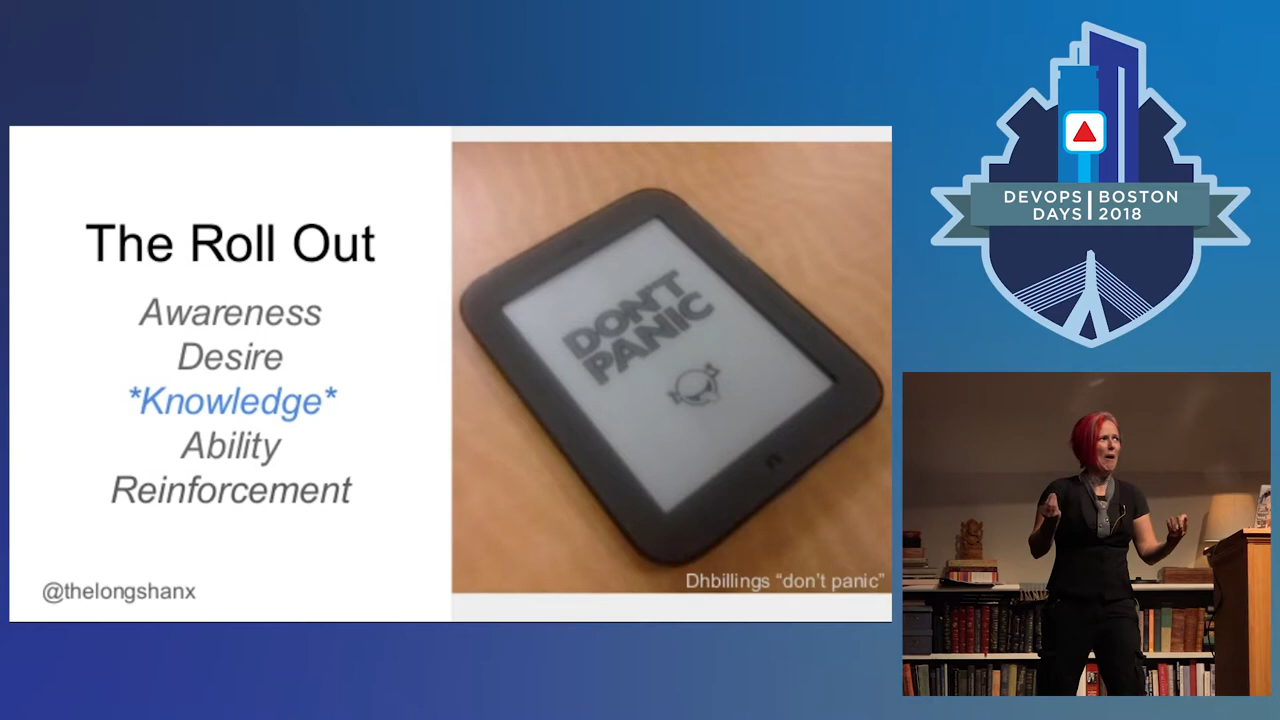 The Roll Out
Awareness
Desire
*Knowledge*
Ability
Reinforcement
@thelongshanx
DON'T
PANIC
Dhbillings “don’t panic”
DEVOPS | BOSTON
DAYS | 2018